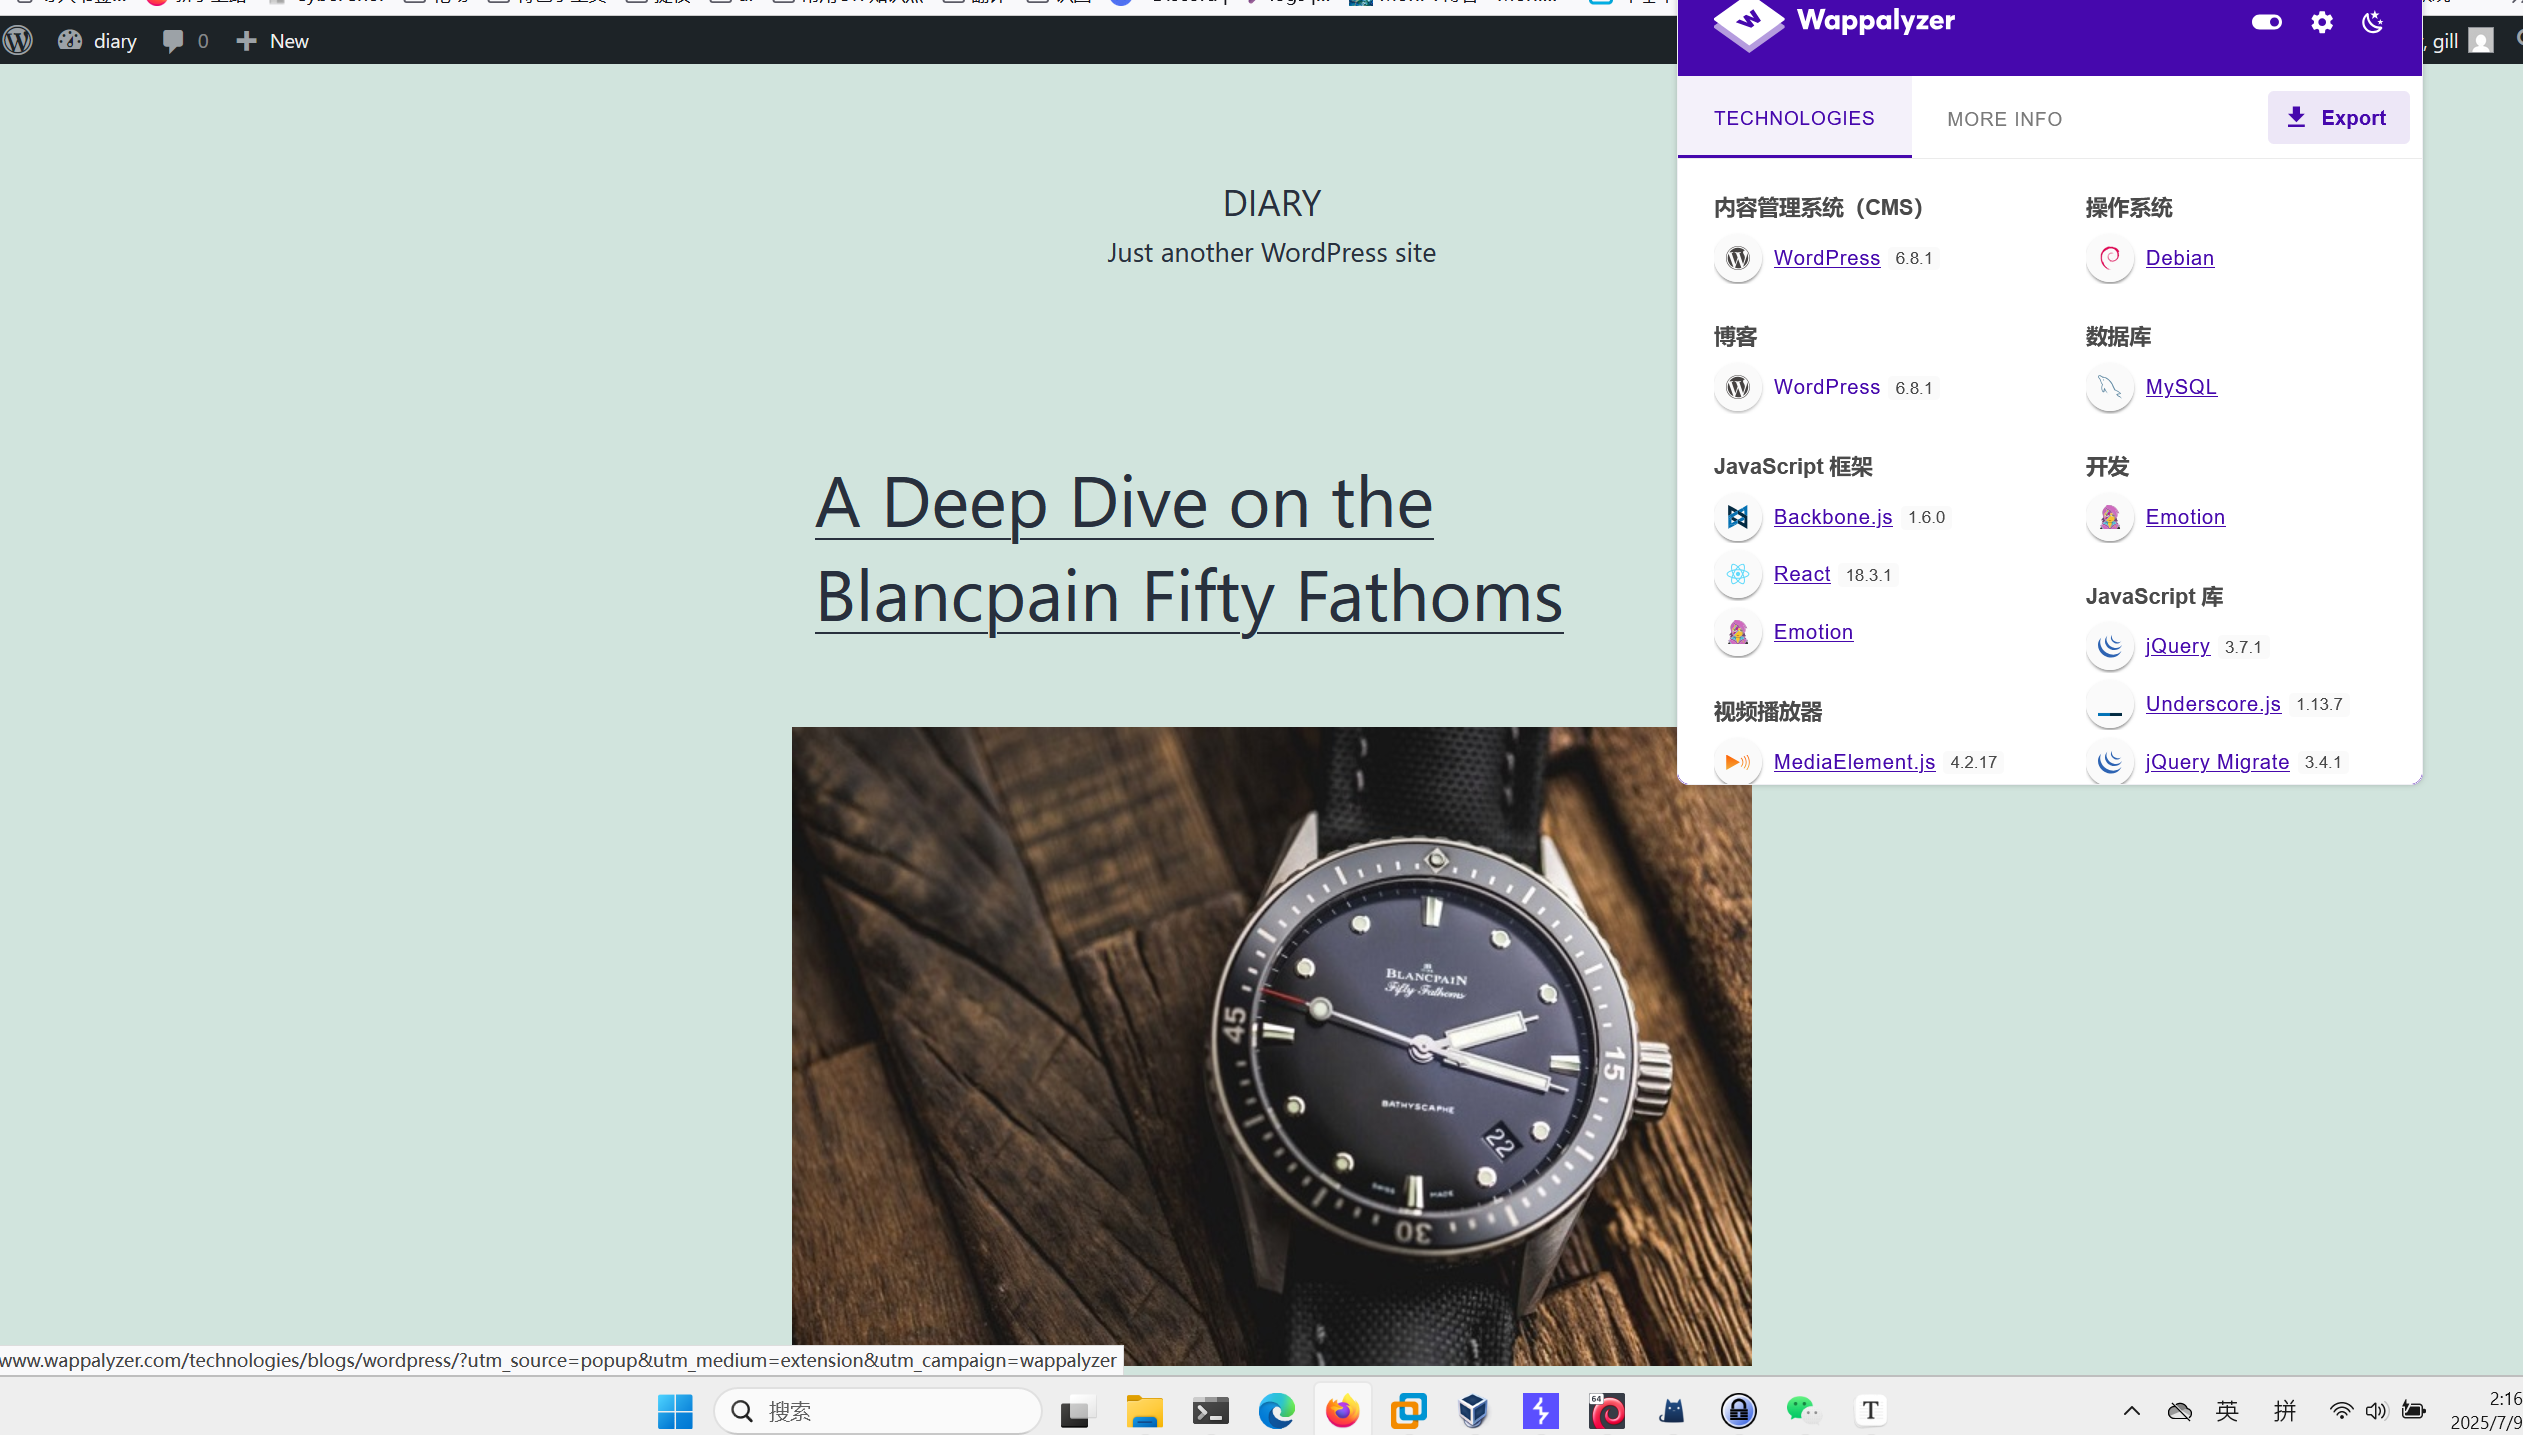 diary
0
New
, gill
DIARY
Just another WordPress site
A Deep Dive on the
Blancpain Fifty Fathoms
Wappalyzer
TECHNOLOGIES
MORE INFO
Export
内容管理系统（CMS）
WordPress 6.8.1
博客
WordPress 6.8.1
JavaScript 框架
Backbone.js 1.6.0
React 18.3.1
Emotion
视频播放器
MediaElement.js 4.2.17
操作系统
Debian
数据库
MySQL
开发
Emotion
JavaScript 库
jQuery 3.7.1
Underscore.js 1.13.7
jQuery Migrate 3.4.1
BLANCPAIN
Fifty Fathoms
BATHYSCAPHE
22
45
15
30
SWISS MADE
www.wappalyzer.com/technologies/blogs/wordpress/?utm_source=popup&utm_medium=extension&utm_campaign=wappalyzer
搜索
64
T
英
拼
2:16
2025/7/9